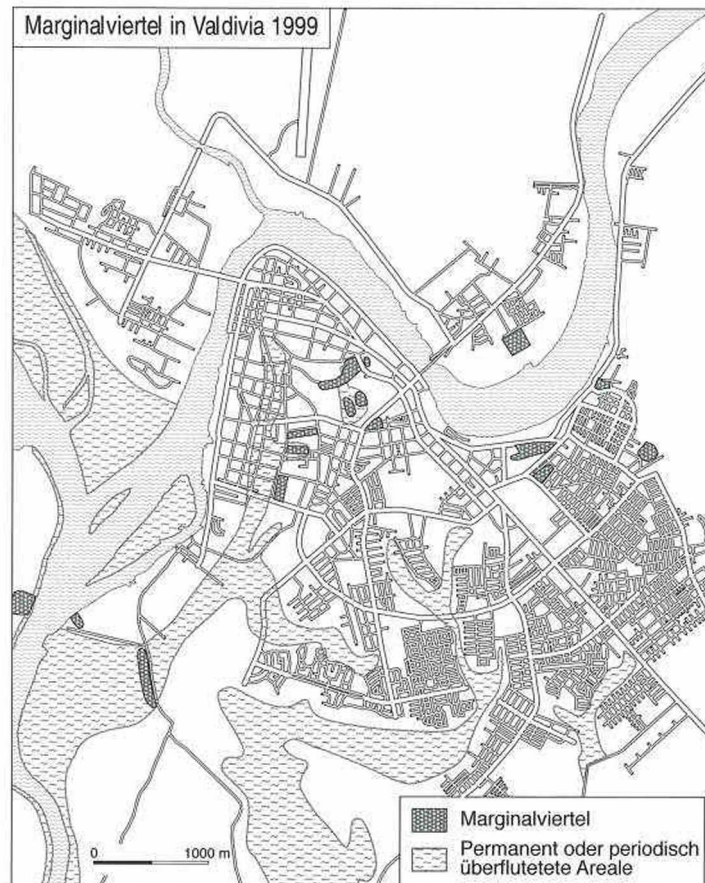 Marginalviertel in Valdivia 1999
0 1000 m
Marginalviertel
Permanent oder periodisch
überflutetete Areale